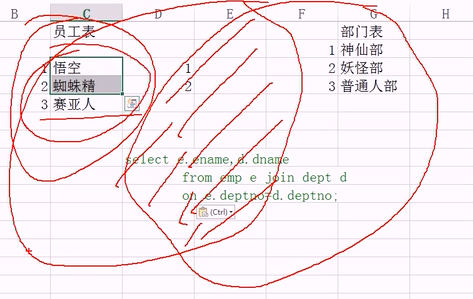 B C D E F G H
员工表 部门表
1 悟空 1 1 神仙部
2 蜘蛛精 2 2 妖怪部
3 赛亚人 3 普通人部
select e.ename,d.dname
from emp e join dept d
on e.deptno=d.deptno;
(Ctrl)